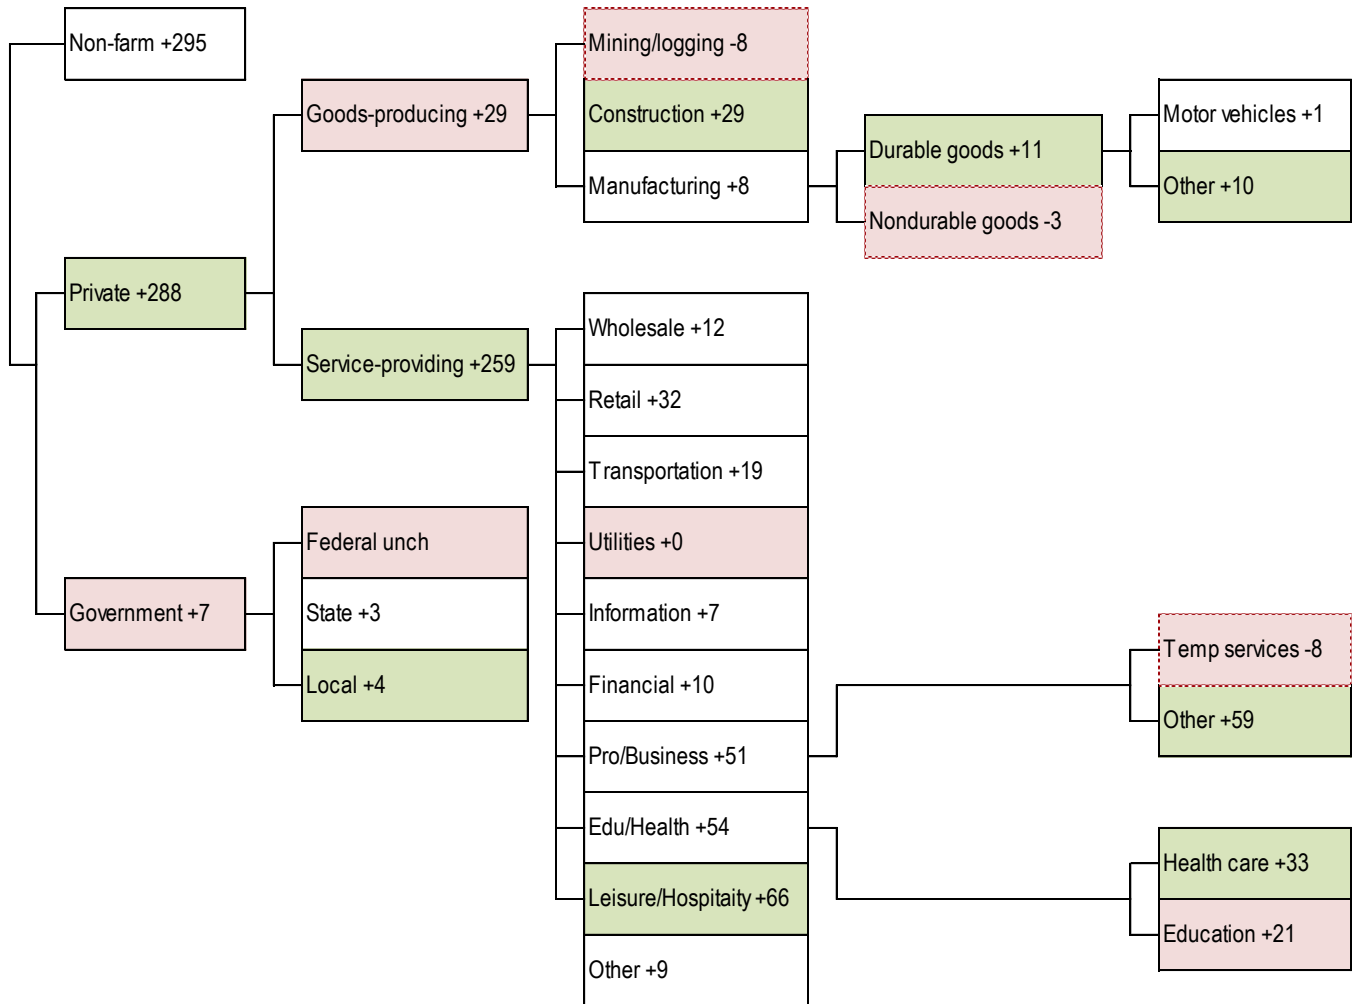 Non-farm +295
Private +288
Government +7
Goods-producing +29
Service-providing +259
Federal unch
State +3
Local +4
Mining/logging -8
Construction +29
Manufacturing +8
Wholesale +12
Retail +32
Transportation +19
Utilities +0
Information +7
Financial +10
Pro/Business +51
Edu/Health +54
Leisure/Hospitaity +66
Other +9
Durable goods +11
Nondurable goods -3
Motor vehicles +1
Other +10
Temp services -8
Other +59
Health care +33
Education +21